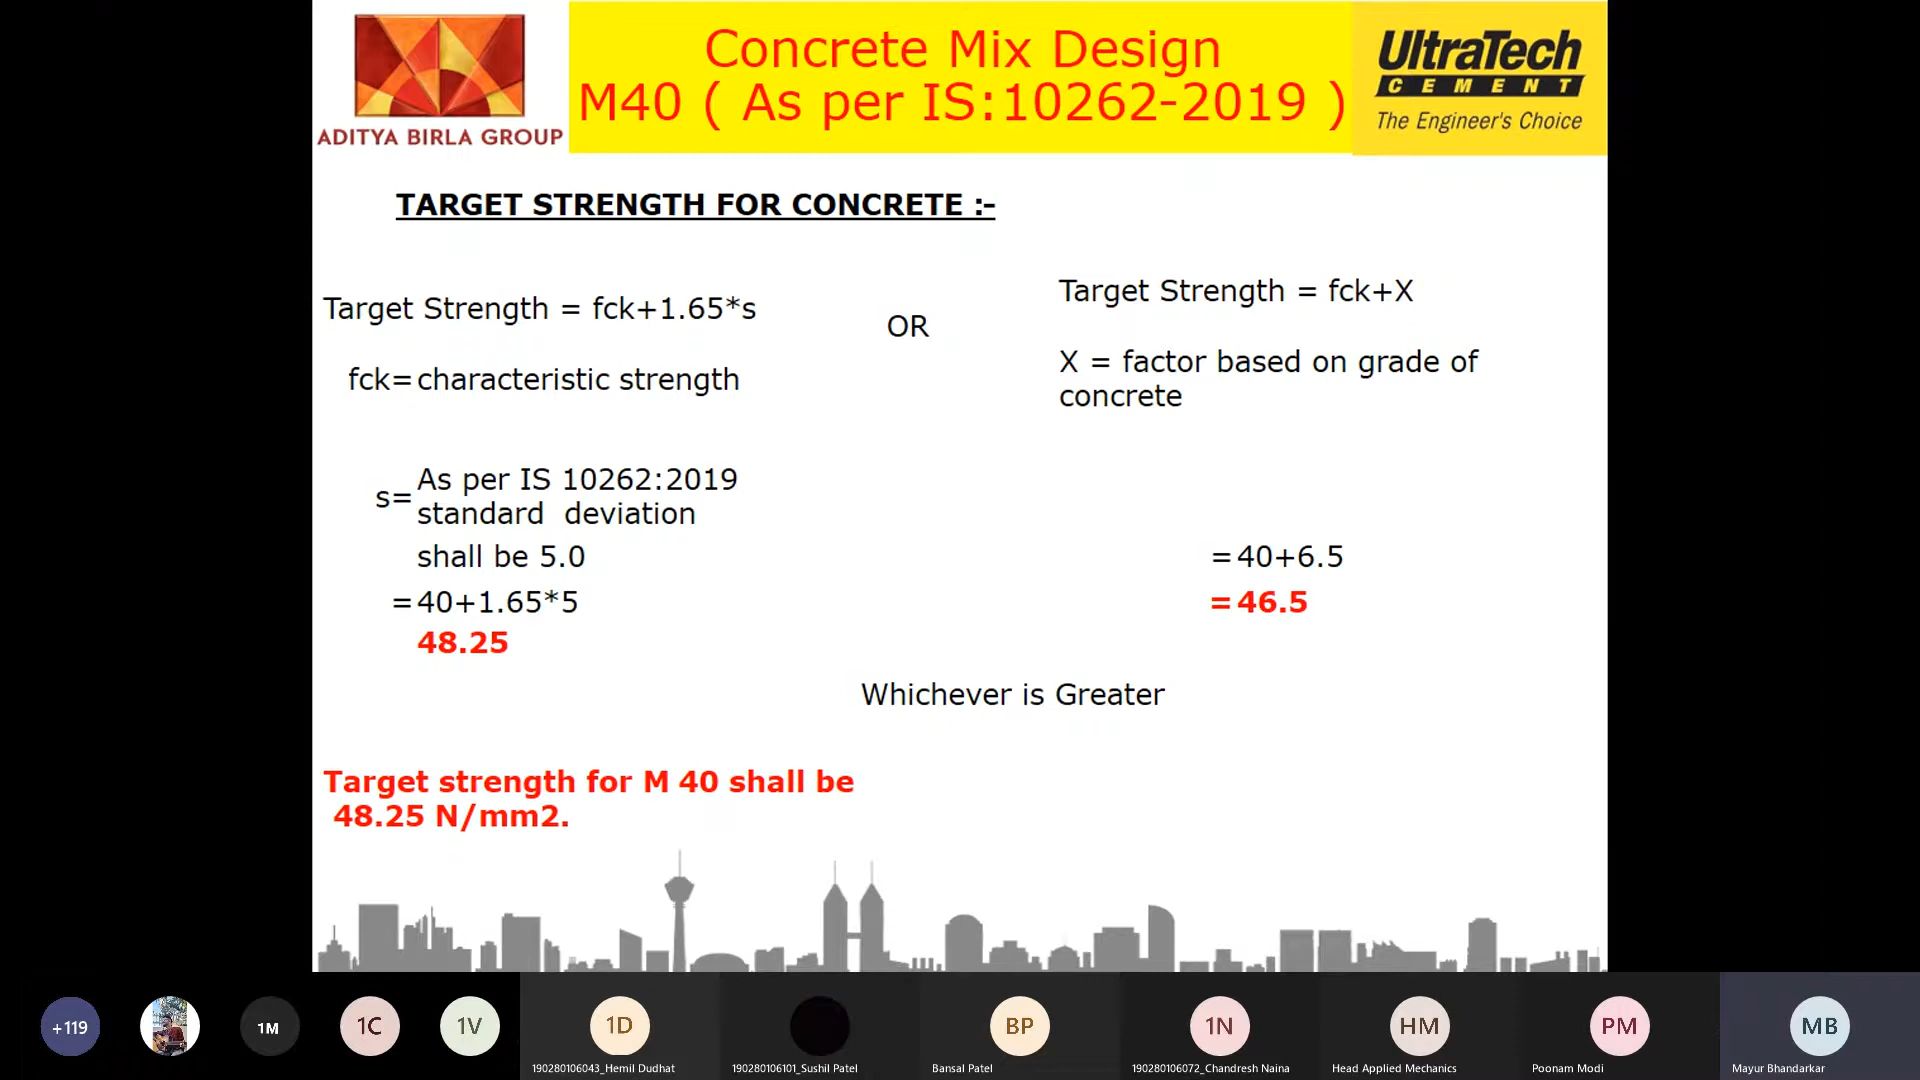 ADITYA BIRLA GROUP
Concrete Mix Design
M40 ( As per IS:10262-2019 )
UltraTech
CEMENT
The Engineer's Choice
TARGET STRENGTH FOR CONCRETE :-
Target Strength = fck+1.65*s
fck= characteristic strength
s= As per IS 10262:2019
standard deviation
shall be 5.0
= 40+1.65*5
48.25
OR
Target Strength = fck+X
X = factor based on grade of
concrete
= 40+6.5
= 46.5
Whichever is Greater
Target strength for M 40 shall be
48.25 N/mm2.
+119
1M
1C
1V
1D
190280106043_Hemil Dudhat
190280106101_Sushil Patel
BP
Bansal Patel
1N
190280106072_Chandresh Naina
HM
Head Applied Mechanics
PM
Poonam Modi
MB
Mayur Bhandarkar